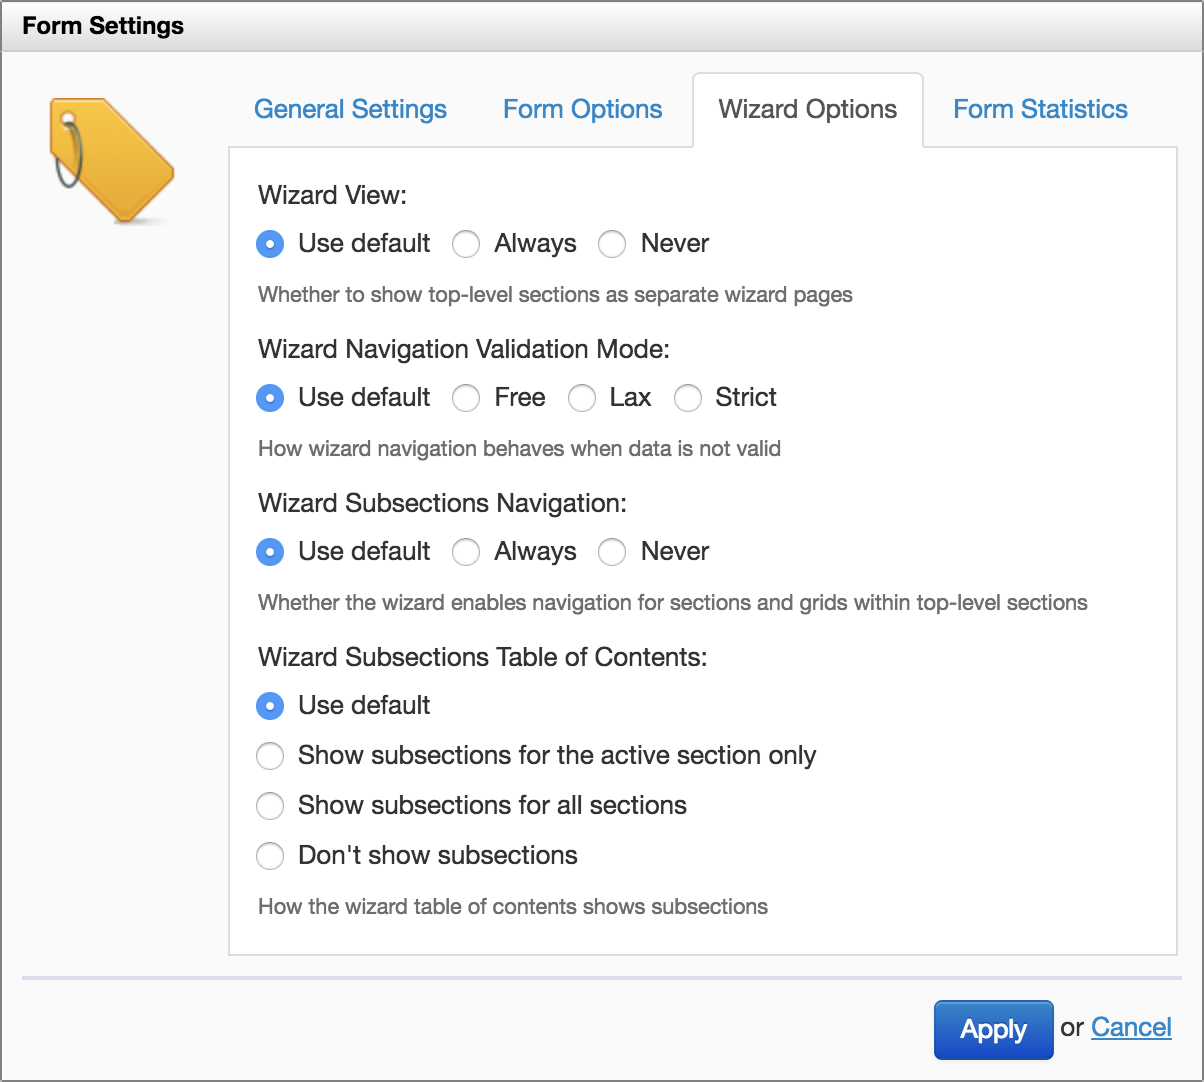 Form Settings
General Settings Form Options Wizard Options Form Statistics
Wizard View:
Use default Always Never
Whether to show top-level sections as separate wizard pages
Wizard Navigation Validation Mode:
Use default Free Lax Strict
How wizard navigation behaves when data is not valid
Wizard Subsections Navigation:
Use default Always Never
Whether the wizard enables navigation for sections and grids within top-level sections
Wizard Subsections Table of Contents:
Use default
Show subsections for the active section only
Show subsections for all sections
Don't show subsections
How the wizard table of contents shows subsections
Apply or Cancel